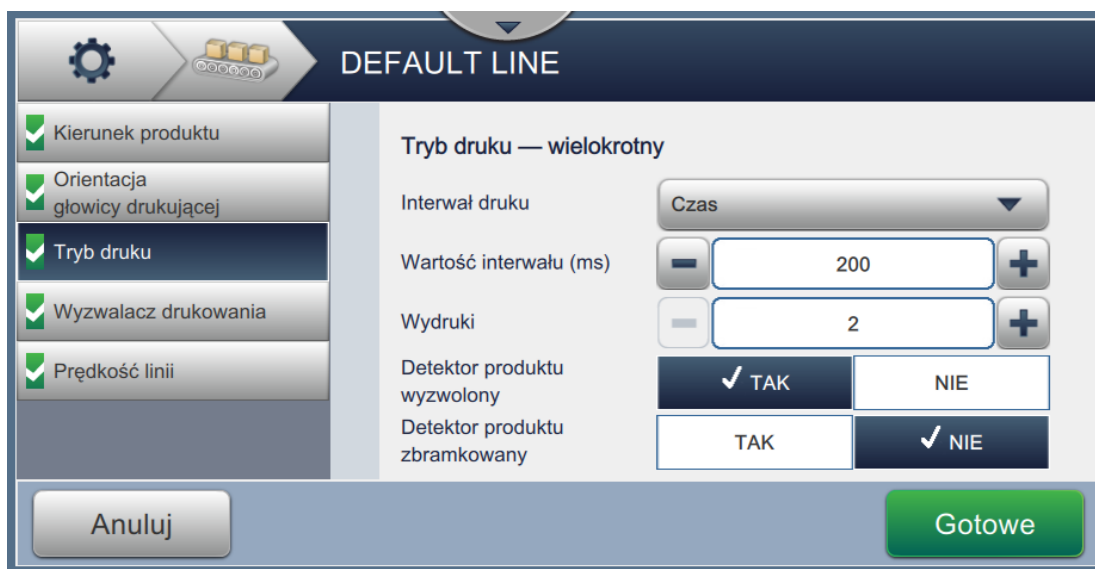 DEFAULT LINE
Kierunek produktu
Orientacja
głowicy drukującej
Tryb druku
Wyzwalacz drukowania
Prędkość linii
Tryb druku — wielokrotny
Interwał druku
Czas
Wartość interwału (ms)
200
Wydruki
2
Detektor produktu
wyzwolony
TAK
NIE
Detektor produktu
zbramkowany
TAK
NIE
Anuluj
Gotowe